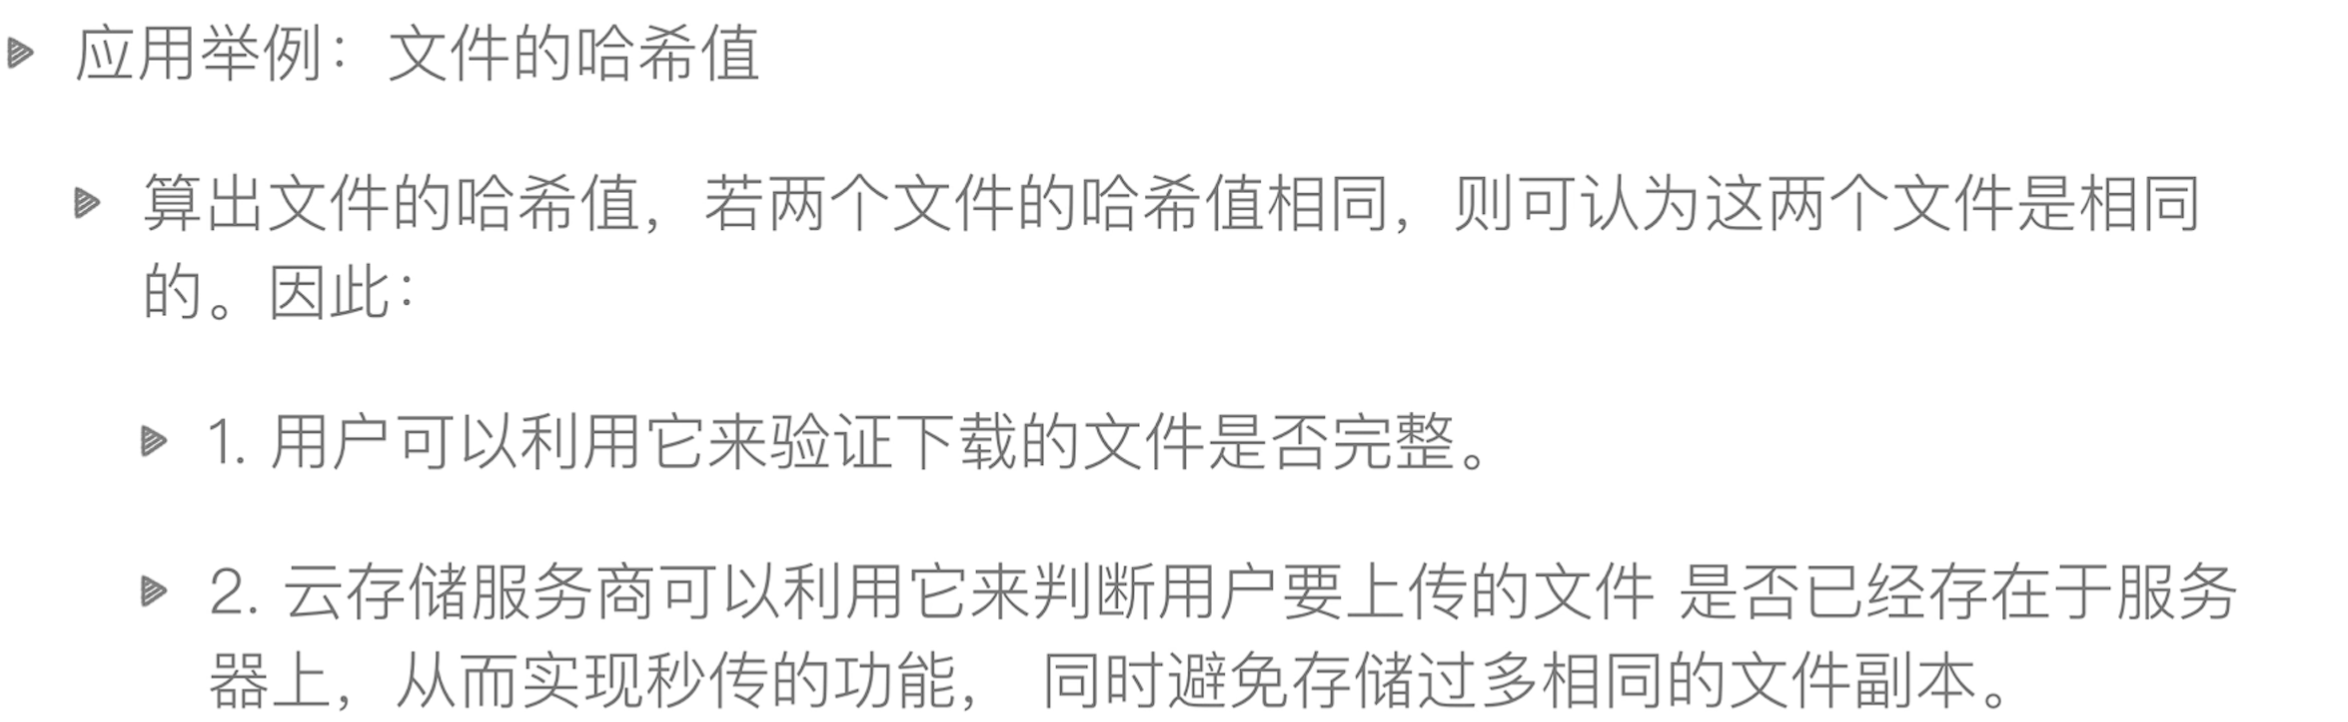 应用举例：文件的哈希值
算出文件的哈希值，若两个文件的哈希值相同，则可认为这两个文件是相同
的。因此：
1. 用户可以利用它来验证下载的文件是否完整。
2. 云存储服务商可以利用它来判断用户要上传的文件 是否已经存在于服务
器上，从而实现秒传的功能， 同时避免存储过多相同的文件副本。